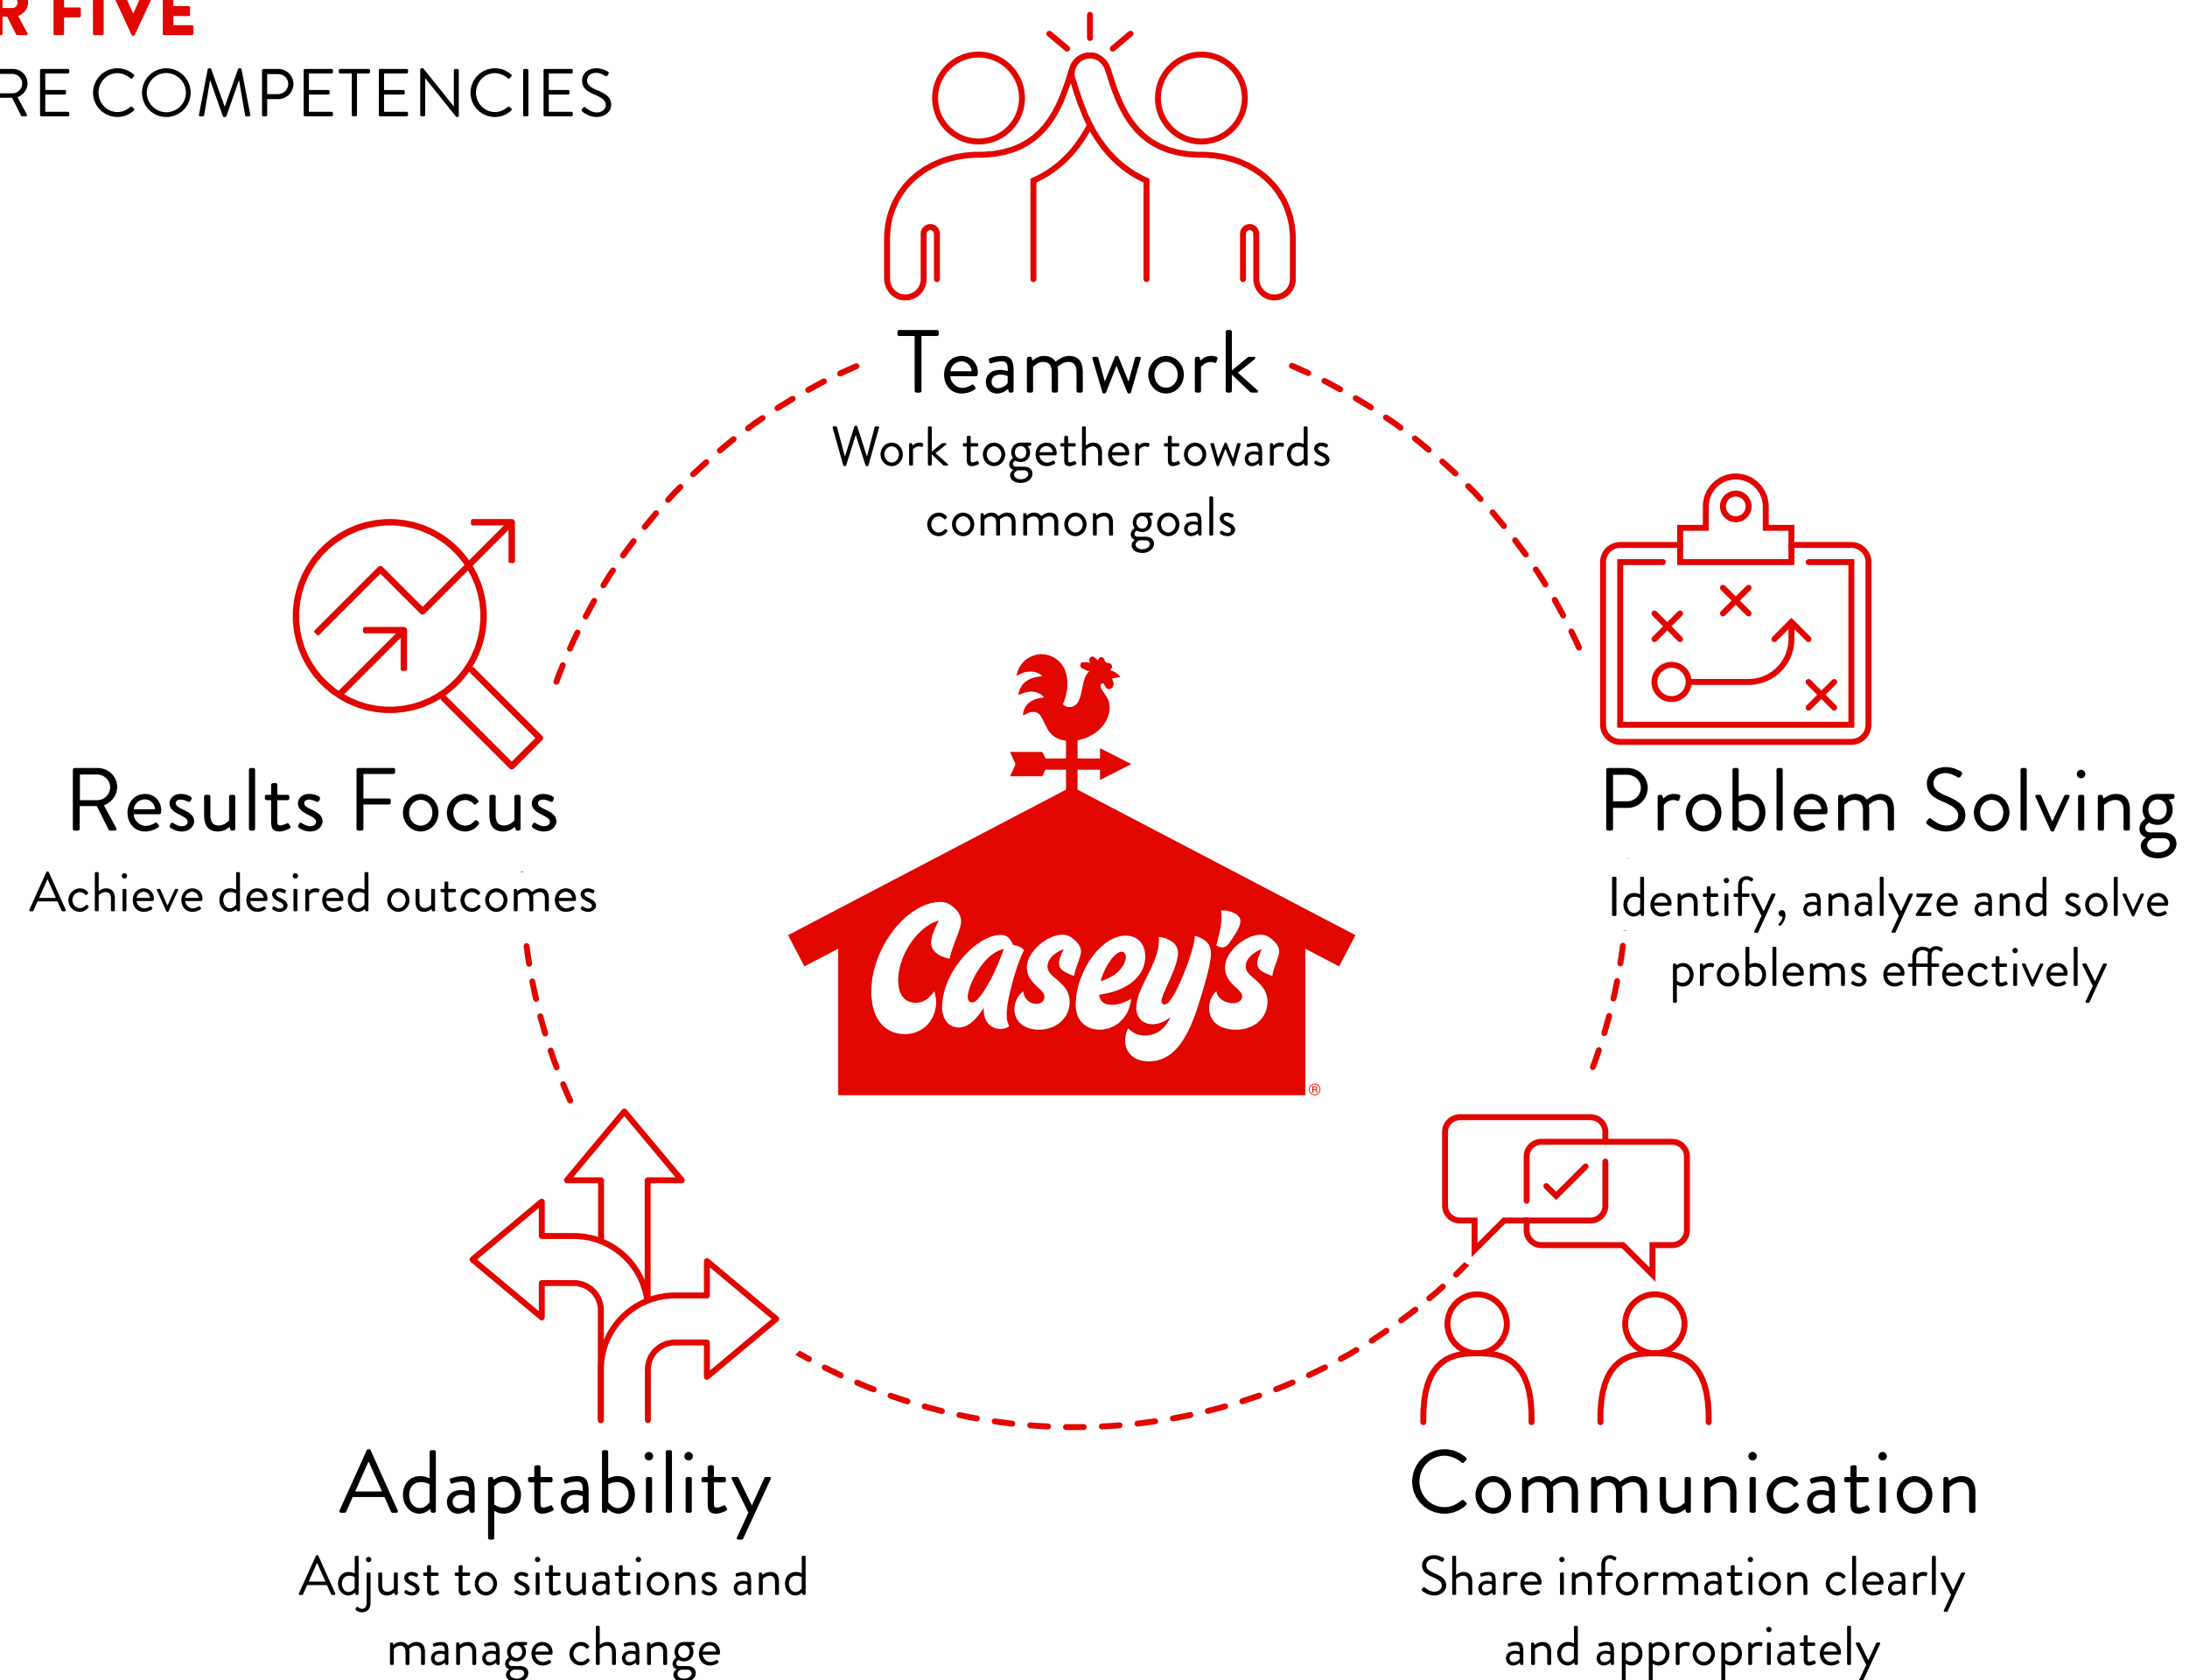 R FIVE
RE COMPETENCIES
Teamwork
Work together towards
common goals
Results Focus
Achieve desired outcomes
Problem Solving
Identify, analyze and solve
problems effectively
Casey's
®
Adaptability
Adjust to situations and
manage change
Communication
Share information clearly
and appropriately